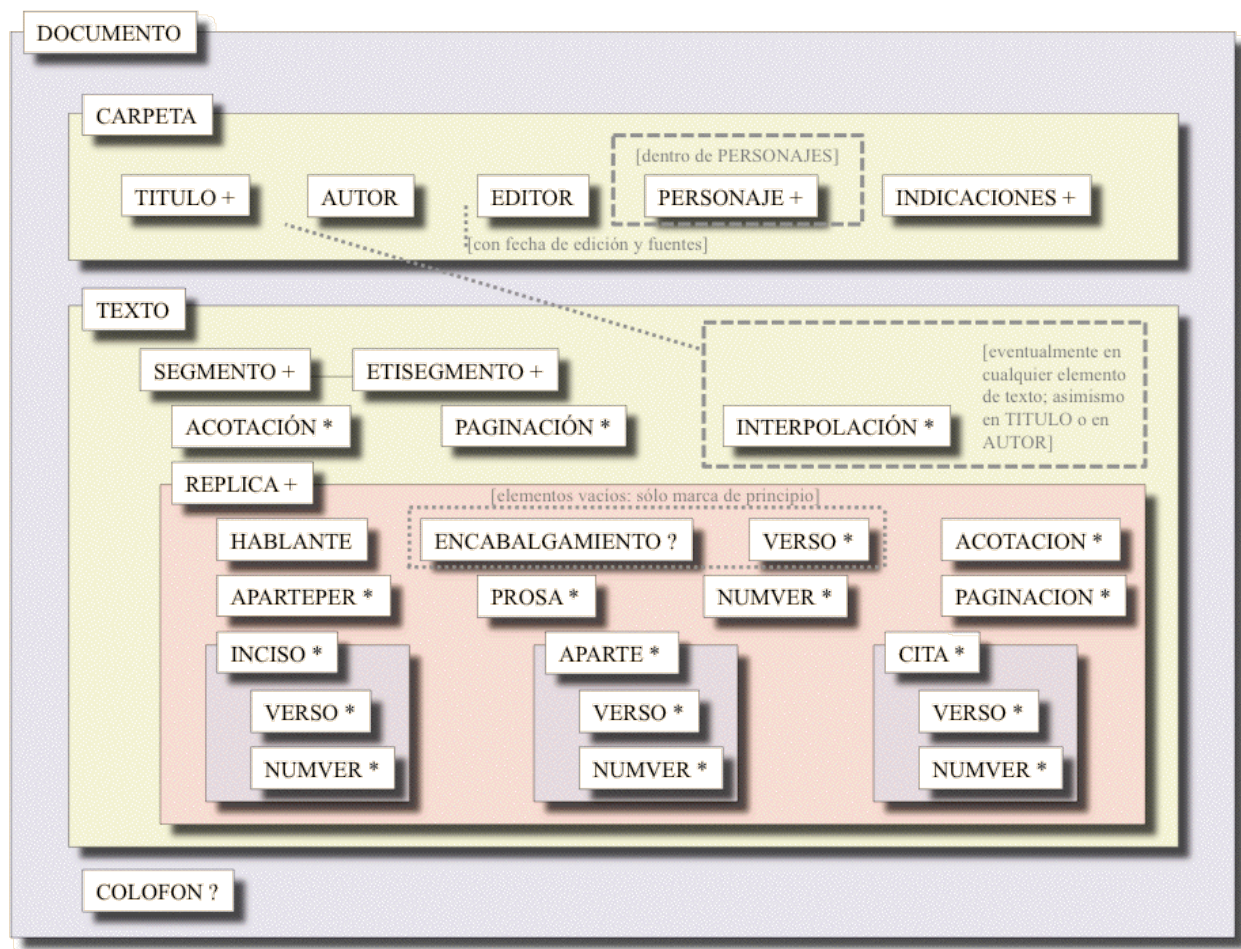 DOCUMENTO
CARPETA
[dentro de PERSONAJES]
TITULO +
AUTOR
EDITOR
PERSONAJE +
INDICACIONES +
[con fecha de edición y fuentes]
TEXTO
SEGMENTO +
ETISEGMENTO +
[eventualmente en
cualquier elemento
de texto; asimismo
en TITULO o en
AUTOR]
ACOTACIÓN *
PAGINACIÓN *
INTERPOLACIÓN *
REPLICA +
[elementos vacíos: sólo marca de principio]
HABLANTE
ENCABALGAMIENTO ?
VERSO *
ACOTACION *
APARTEPER *
PROSA *
NUMVER *
PAGINACION *
INCISO *
VERSO *
NUMVER *
APARTE *
VERSO *
NUMVER *
CITA *
VERSO *
NUMVER *
COLOFON ?